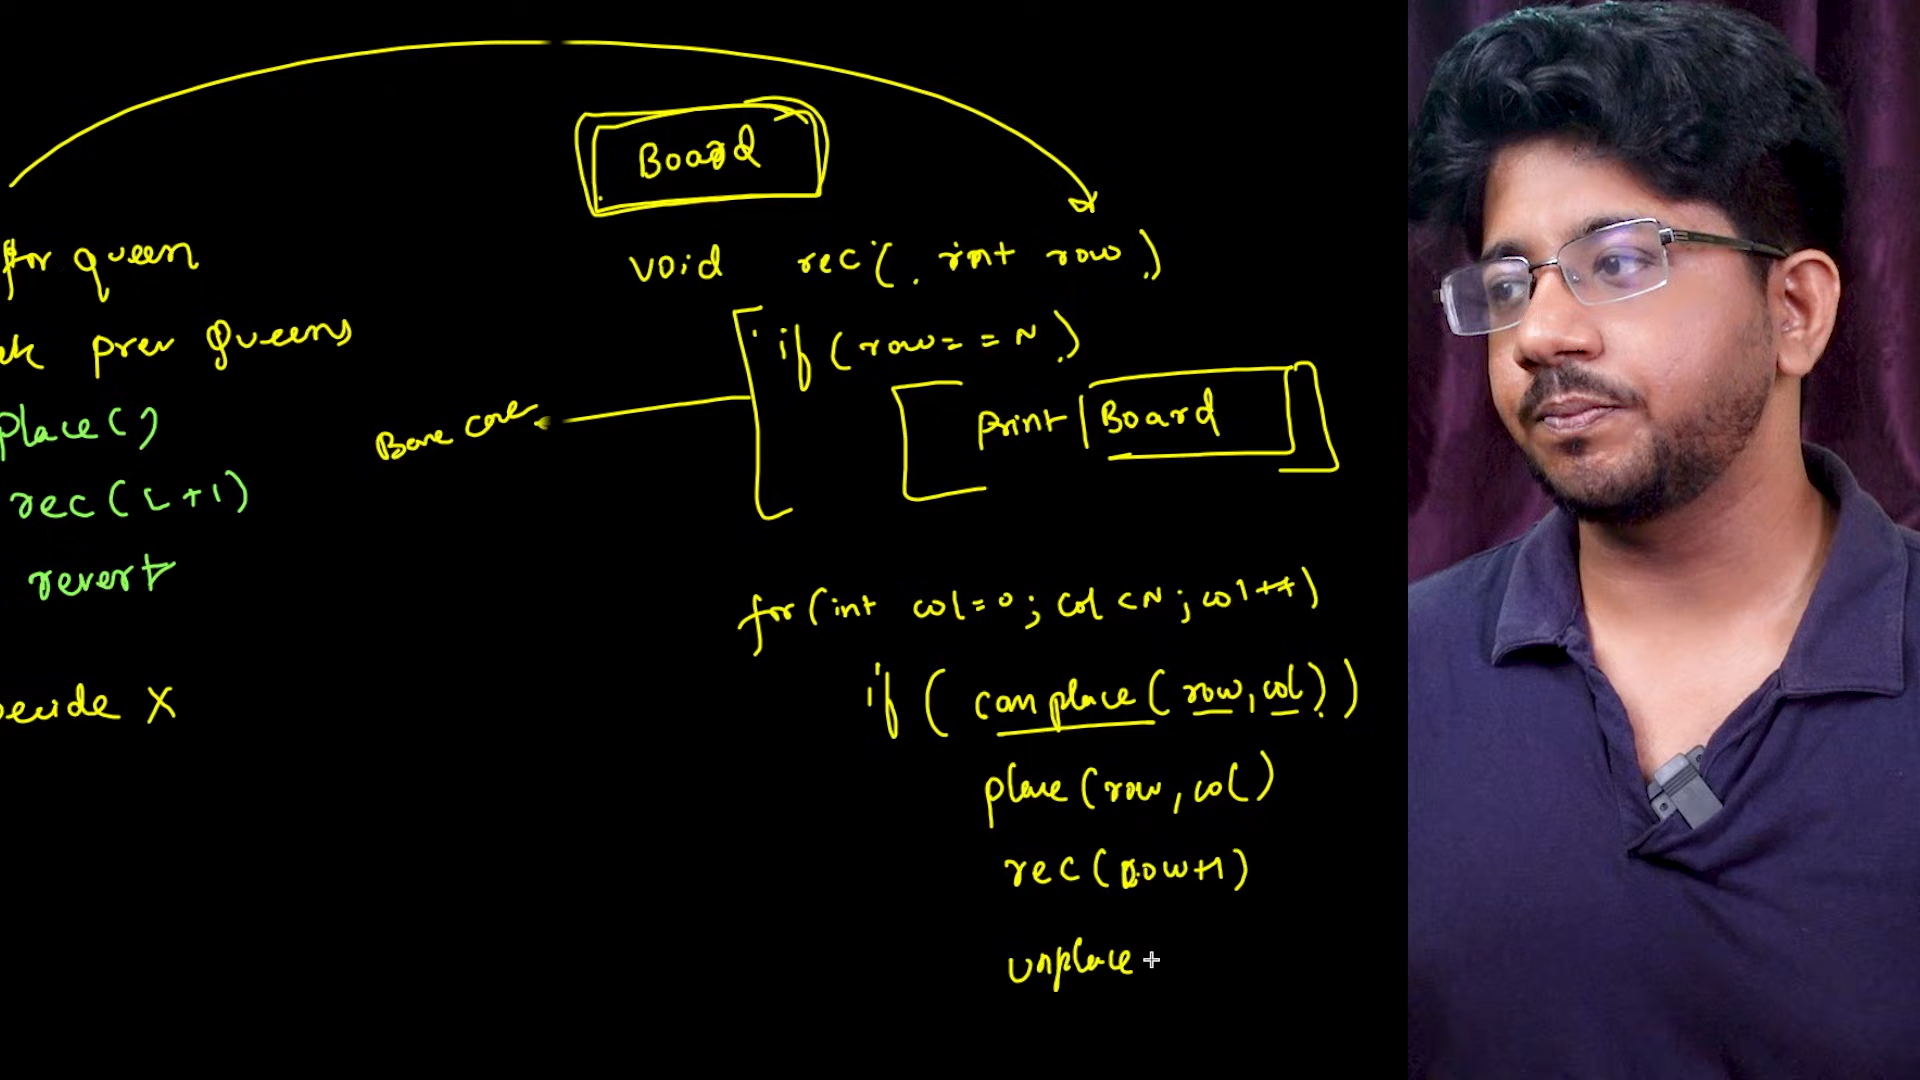 Board
for queen
prev Queens
place()
rec(L+1)
revert
decide X
void rec(int row)
if (row==N)
Print Board
Base case
for(int col=0; col<N; col++)
if (canplace(row, col))
place(row, col)
rec(row+1)
unplace